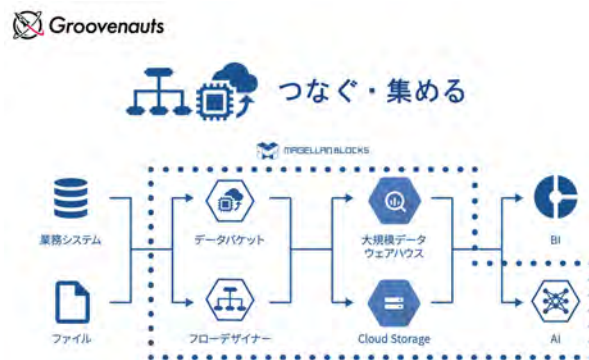 Groovenauts
つなぐ・集める
MAGELLAN BLOCKS
業務システム
データバケット
大規模データ
ウェアハウス
BI
ファイル
フローデザイナー
Cloud Storage
AI